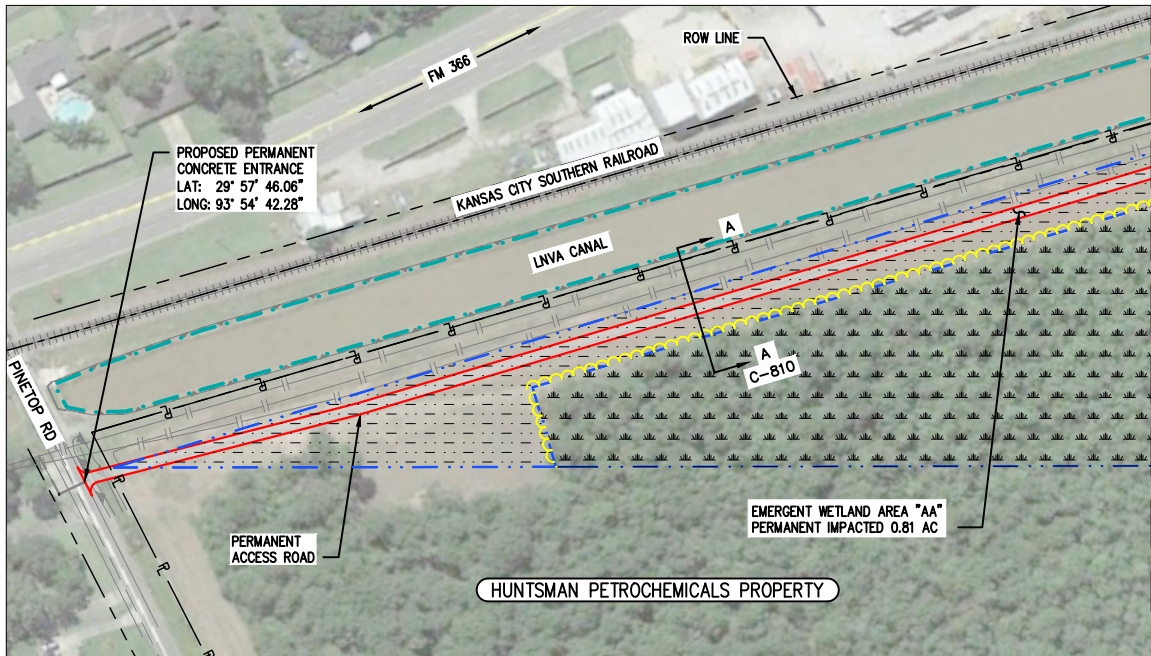 ROW LINE
FM 366
PROPOSED PERMANENT
CONCRETE ENTRANCE
LAT: 29° 57' 46.06"
LONG: 93° 54' 42.28"
KANSAS CITY SOUTHERN RAILROAD
A
LNVA CANAL
A
C-810
PINETOP RD
EMERGENT WETLAND AREA "AA"
PERMANENT IMPACTED 0.81 AC
PERMANENT
ACCESS ROAD
HUNTSMAN PETROCHEMICALS PROPERTY